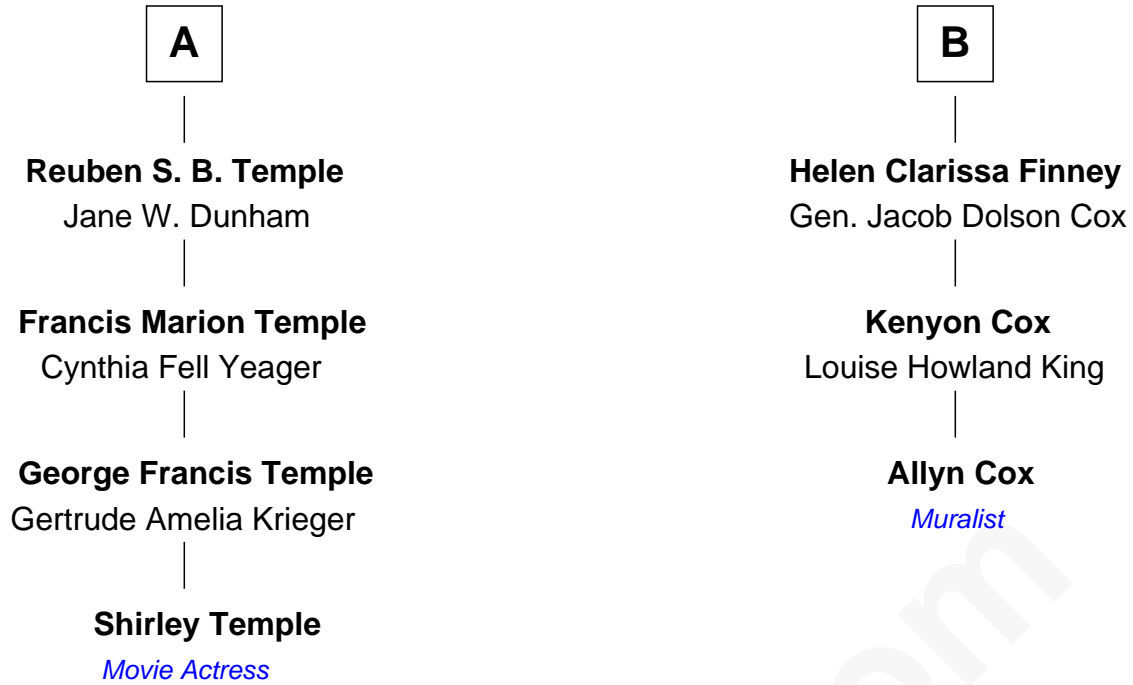 A
Reuben S. B. Temple
Jane W. Dunham
Francis Marion Temple
Cynthia Fell Yeager
George Francis Temple
Gertrude Amelia Krieger
Shirley Temple
Movie Actress
B
Helen Clarissa Finney
Gen. Jacob Dolson Cox
Kenyon Cox
Louise Howland King
Allyn Cox
Muralist
om